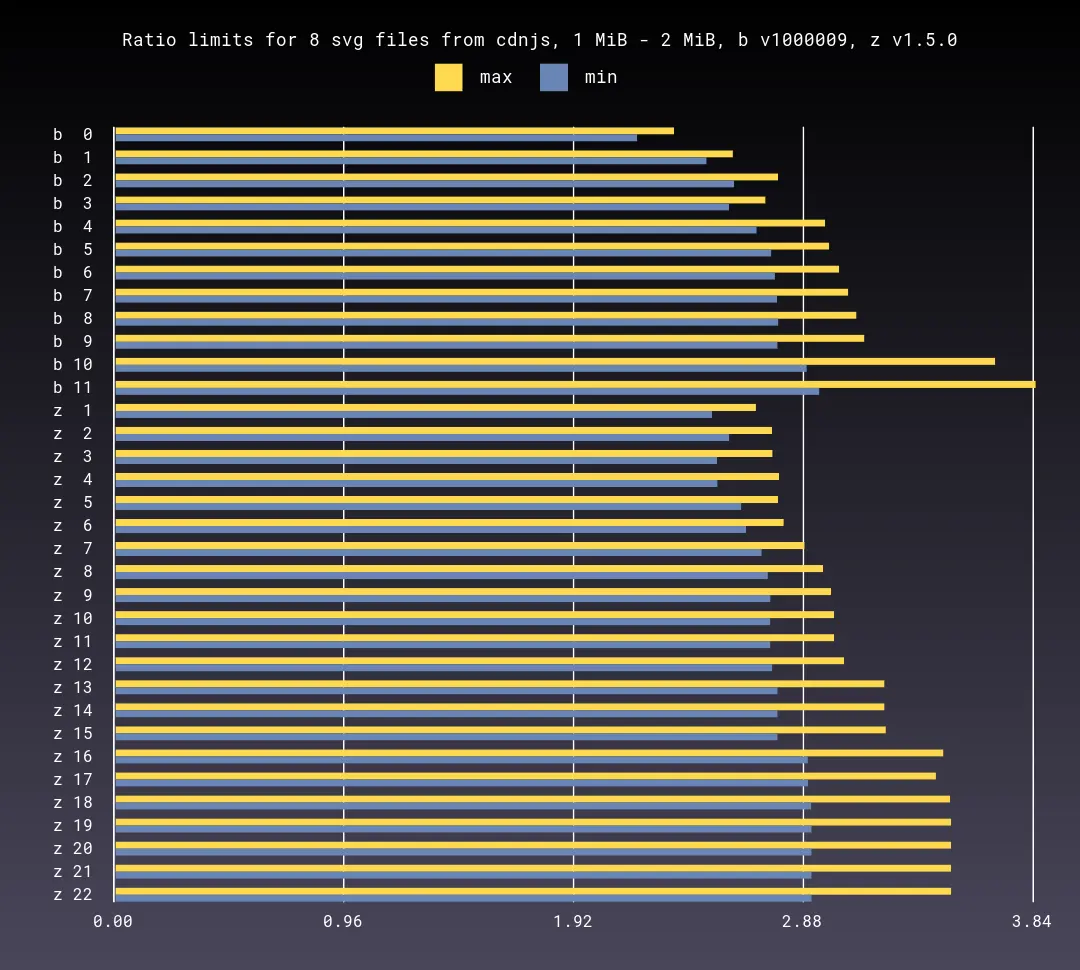 Ratio limits for 8 svg files from cdnjs, 1 MiB - 2 MiB, b v1000009, z v1.5.0
max min
b 0
b 1
b 2
b 3
b 4
b 5
b 6
b 7
b 8
b 9
b 10
b 11
z 1
z 2
z 3
z 4
z 5
z 6
z 7
z 8
z 9
z 10
z 11
z 12
z 13
z 14
z 15
z 16
z 17
z 18
z 19
z 20
z 21
z 22
0.00 0.96 1.92 2.88 3.84